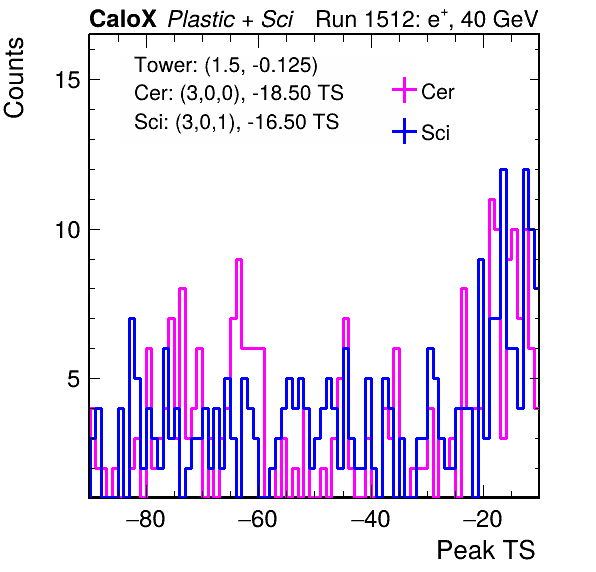 CaloX Plastic + Sci Run 1512: e⁺, 40 GeV
Counts
Tower: (1.5, -0.125)
Cer: (3,0,0), -18.50 TS
Sci: (3,0,1), -16.50 TS
Cer
Sci
15
10
5
−80 −60 −40 −20
Peak TS